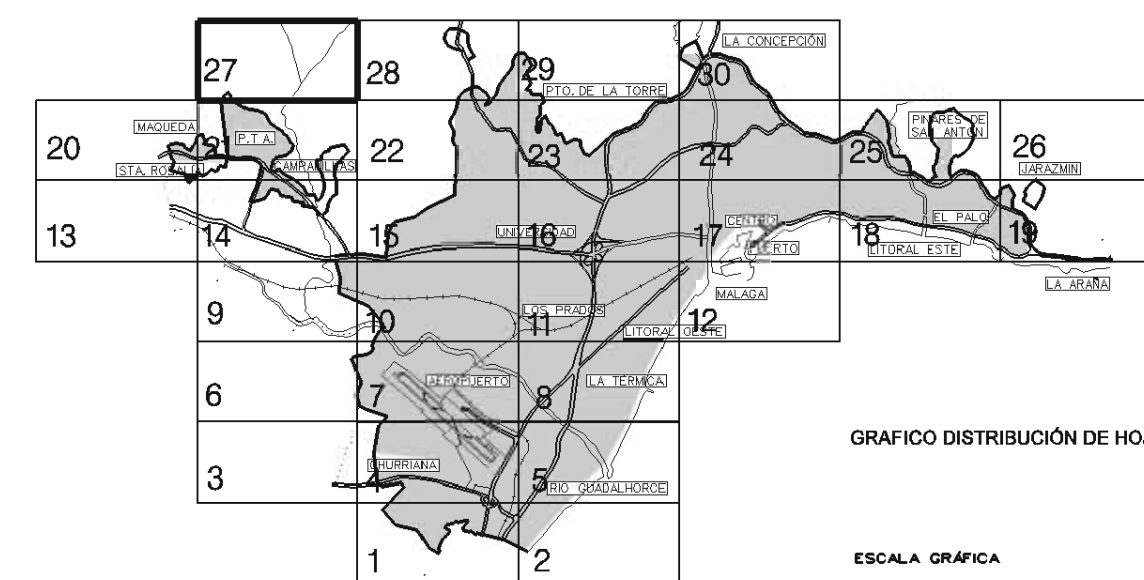 LA CONCEPCIÓN
27
28
29
30
PTO. DE LA TORRE
MAQUEDA
P.T.A.
PINARES DE
SAN ANTÓN
20
21
22
23
24
25
26
STA. ROSALÍA
CAMPANILLAS
JARAZMIN
13
14
15
UNIVERSIDAD
16
17
CENTRO
PUERTO
18
EL PALO
19
LITORAL ESTE
LA ARAÑA
MALAGA
9
10
LOS PRADOS
11
12
LITORAL OESTE
6
7
AEROPUERTO
8
LA TÉRMICA
GRAFICO DISTRIBUCIÓN DE HO
3
CHURRIANA
4
5
RIO GUADALHORCE
1
2
ESCALA GRÁFICA